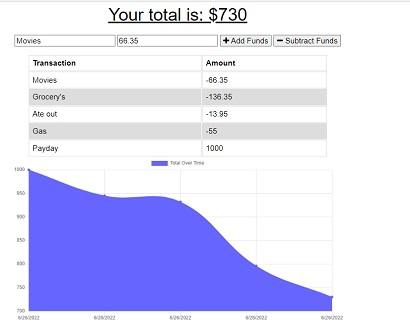 Your total is: $730
Movies 66.35 + Add Funds − Subtract Funds
Transaction Amount
Movies -66.35
Grocery's -136.35
Ate out -13.95
Gas -55
Payday 1000
Total Over Time
1000
950
900
850
800
750
700
6/28/2022 6/28/2022 6/28/2022 6/28/2022 6/28/2022